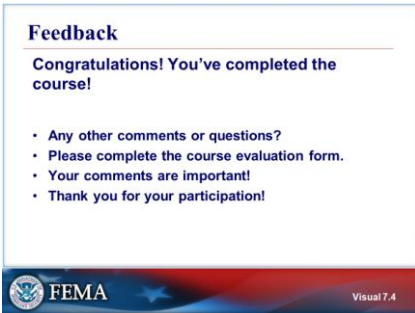 Feedback
Congratulations! You've completed the
course!
• Any other comments or questions?
• Please complete the course evaluation form.
• Your comments are important!
• Thank you for your participation!
FEMA
Visual 7.4